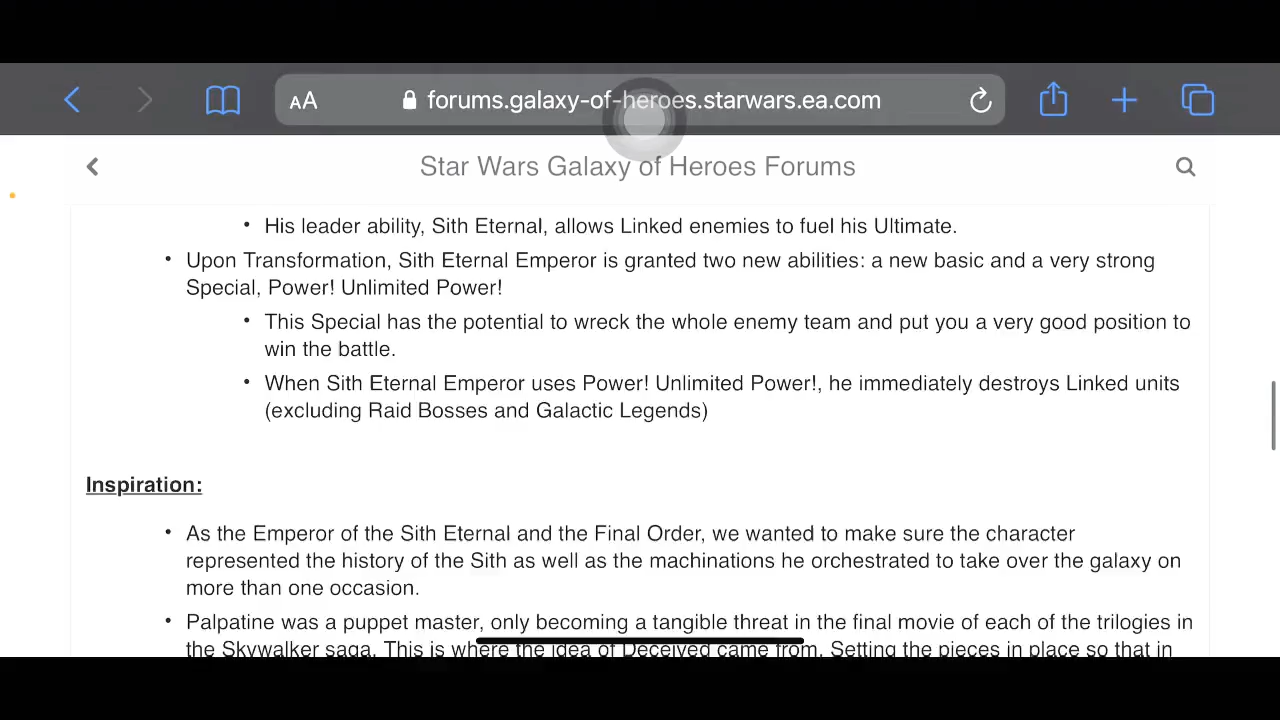 AA forums.galaxy-of-heroes.starwars.ea.com
Star Wars Galaxy of Heroes Forums
• His leader ability, Sith Eternal, allows Linked enemies to fuel his Ultimate.
• Upon Transformation, Sith Eternal Emperor is granted two new abilities: a new basic and a very strong
Special, Power! Unlimited Power!
• This Special has the potential to wreck the whole enemy team and put you a very good position to
win the battle.
• When Sith Eternal Emperor uses Power! Unlimited Power!, he immediately destroys Linked units
(excluding Raid Bosses and Galactic Legends)
Inspiration:
• As the Emperor of the Sith Eternal and the Final Order, we wanted to make sure the character
represented the history of the Sith as well as the machinations he orchestrated to take over the galaxy on
more than one occasion.
• Palpatine was a puppet master, only becoming a tangible threat in the final movie of each of the trilogies in
the Skywalker saga. This is where the idea of Deceived came from. Setting the pieces in place so that in